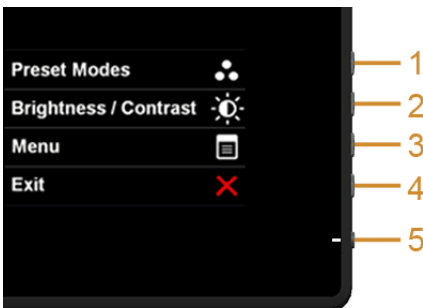 Preset Modes 1
Brightness / Contrast 2
Menu 3
Exit 4
5